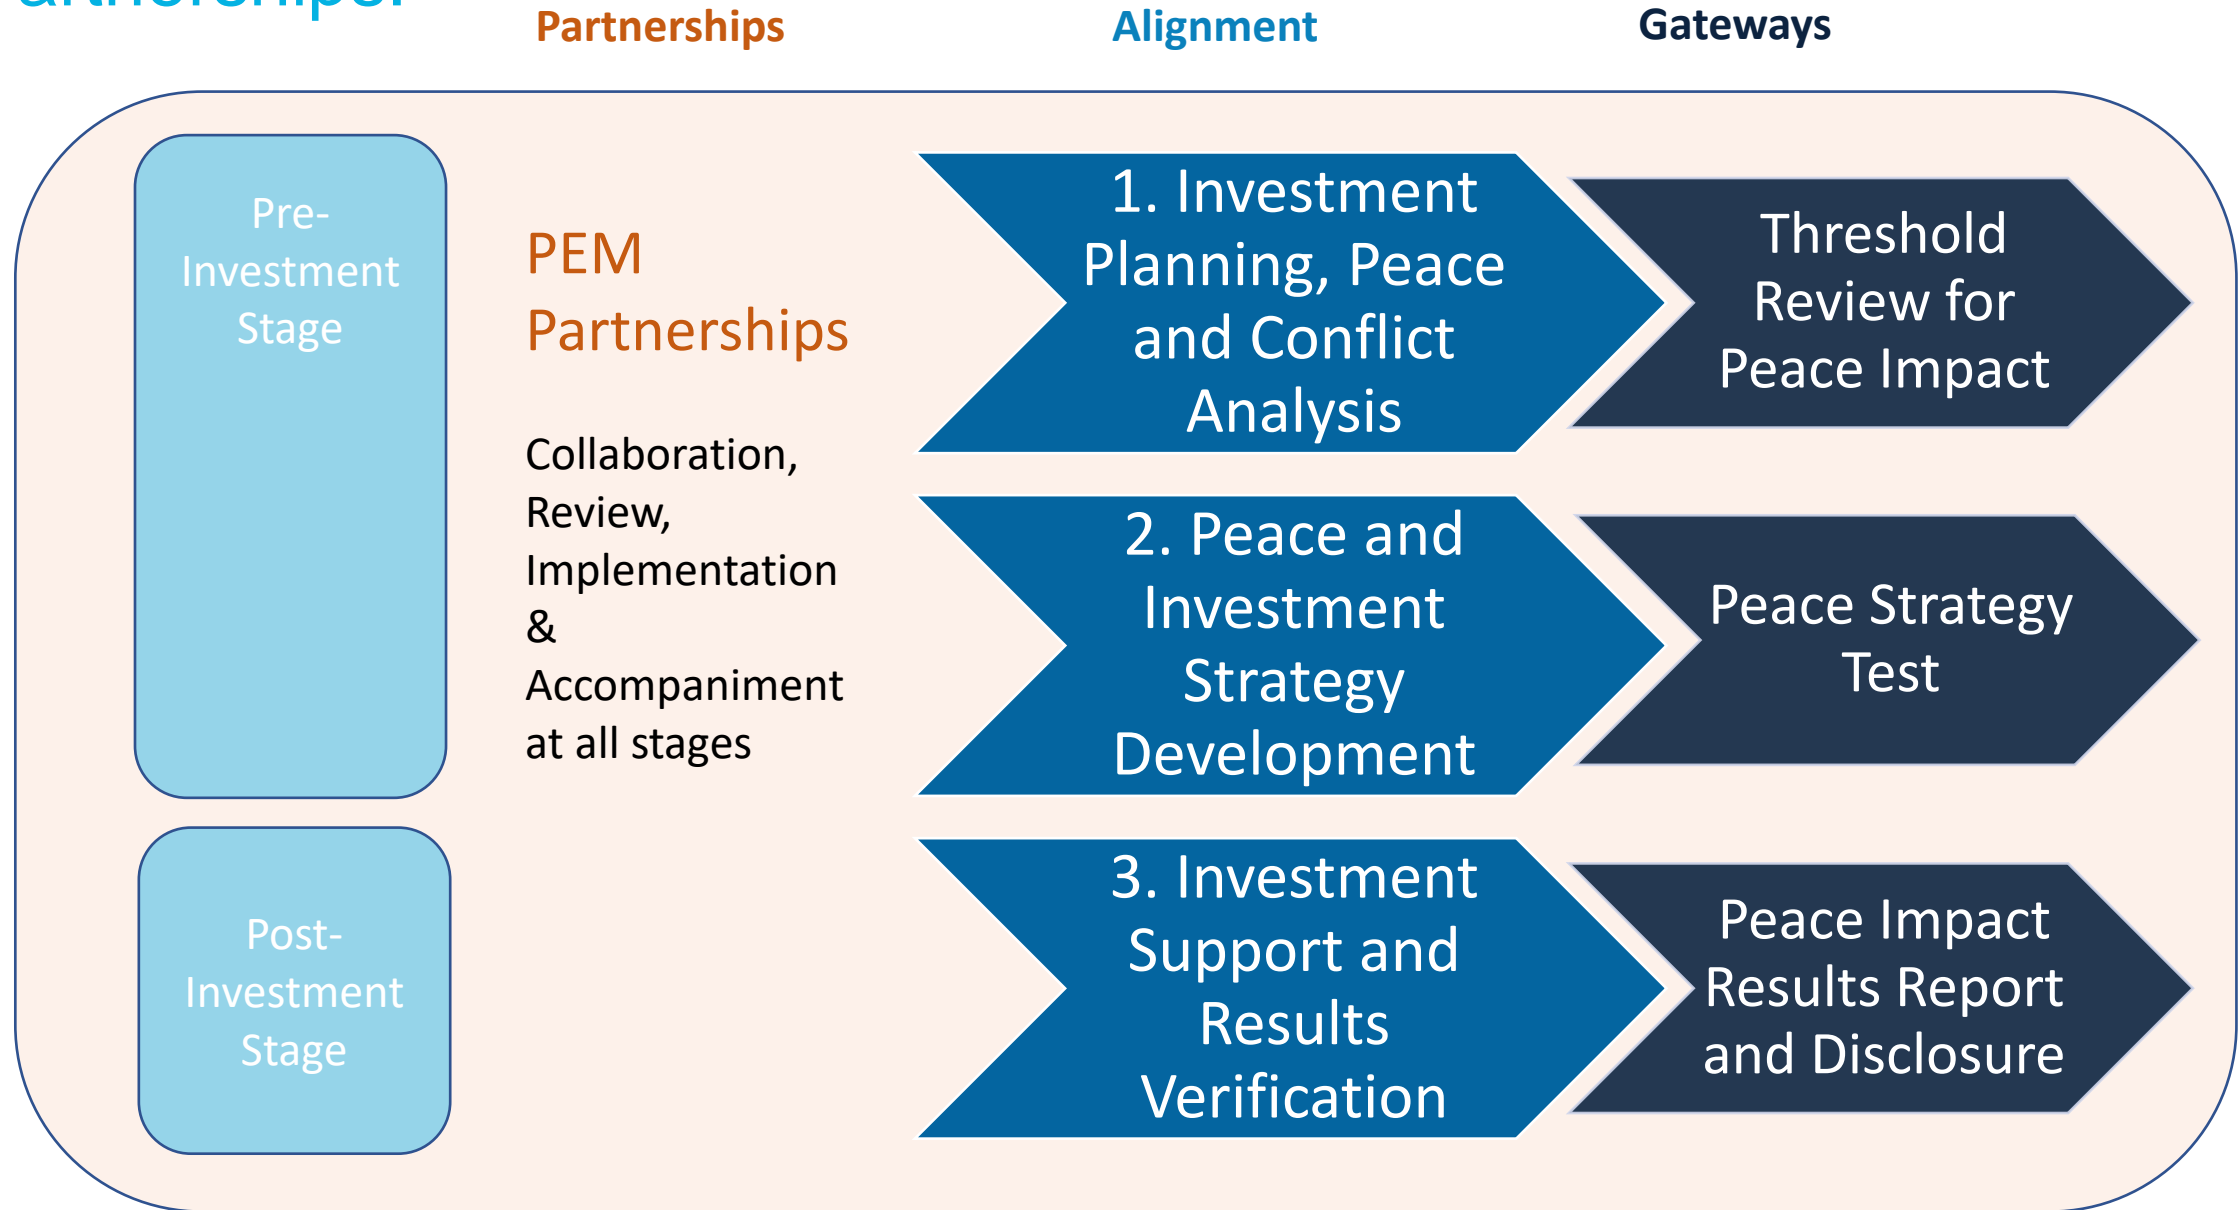 Partnerships
Alignment
Gateways
Pre-
Investment
Stage
PEM
Partnerships
Collaboration,
Review,
Implementation
&
Accompaniment
at all stages
1. Investment
Planning, Peace
and Conflict
Analysis
Threshold
Review for
Peace Impact
2. Peace and
Investment
Strategy
Development
Peace Strategy
Test
Post-
Investment
Stage
3. Investment
Support and
Results
Verification
Peace Impact
Results Report
and Disclosure